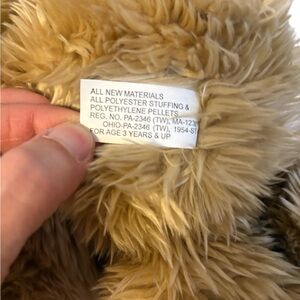 ALL NEW MATERIALS
ALL POLYESTER STUFFING &
POLYETHYLENE PELLETS
REG. NO. PA-2346 (TW), MA-123
OHIO-PA-2346 (TW), 1954-ST
FOR AGE 3 YEARS & UP